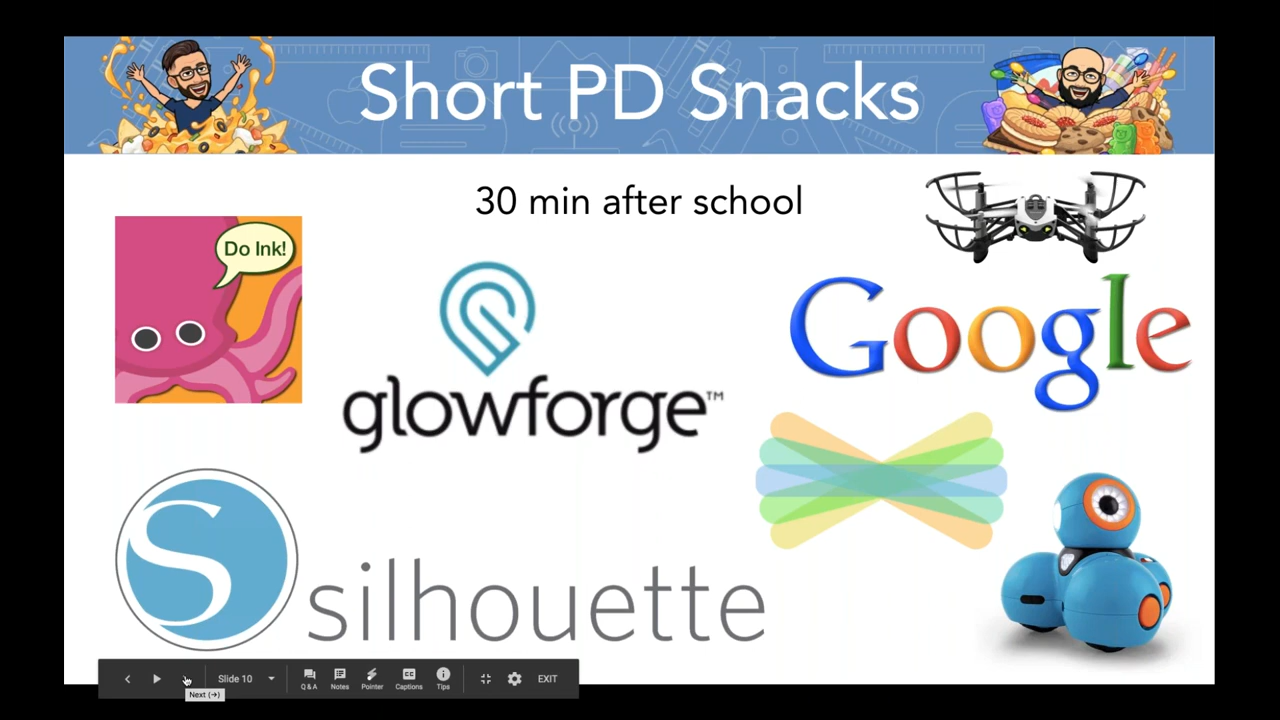 Short PD Snacks
30 min after school
Do Ink!
glowforge™
Google
S
silhouette
Slide 10
Q & A
Notes
Pointer
Captions
Tips
EXIT
Next (→)